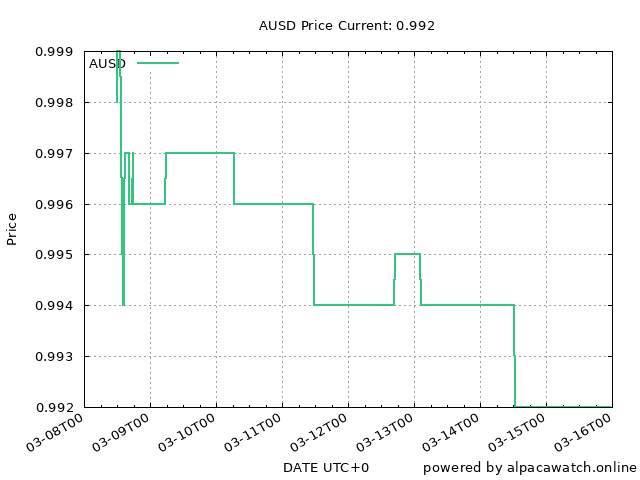 AUSD Price Current: 0.992
AUSD
0.999
0.998
0.997
0.996
0.995
0.994
0.993
0.992
Price
03-08T00
03-09T00
03-10T00
03-11T00
03-12T00
03-13T00
03-14T00
03-15T00
03-16T00
DATE UTC+0
powered by alpacawatch.online